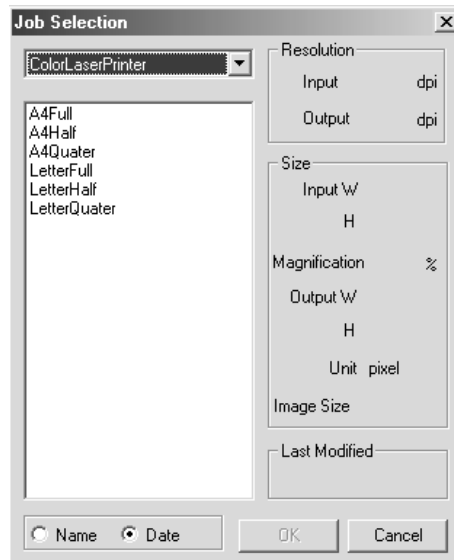 Job Selection
ColorLaserPrinter
A4Full
A4Half
A4Quater
LetterFull
LetterHalf
LetterQuater
Name
Date
Resolution
Input dpi
Output dpi
Size
Input W
H
Magnification %
Output W
H
Unit pixel
Image Size
Last Modified
OK
Cancel